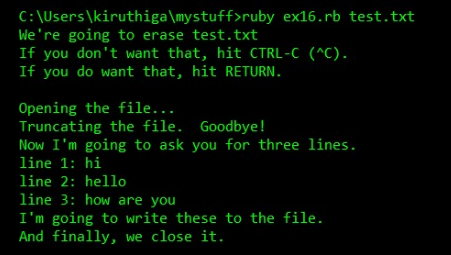 C:\Users\kiruthiga\mystuff>ruby ex16.rb test.txt
We're going to erase test.txt
If you don't want that, hit CTRL-C (^C).
If you do want that, hit RETURN.
Opening the file...
Truncating the file.  Goodbye!
Now I'm going to ask you for three lines.
line 1: hi
line 2: hello
line 3: how are you
I'm going to write these to the file.
And finally, we close it.